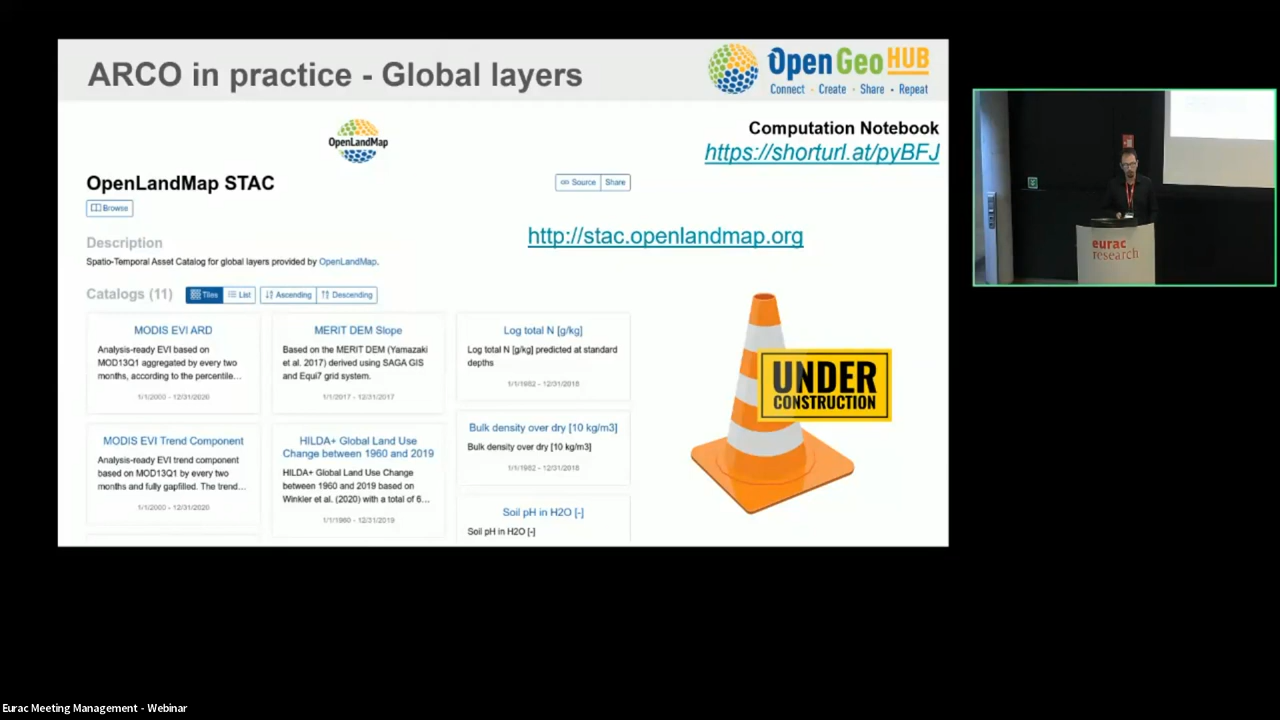 ARCO in practice - Global layers
Open GeoHUB
Connect · Create · Share · Repeat
OpenLandMap
Computation Notebook
https://shorturl.at/pyBFJ
OpenLandMap STAC
Source
Share
Browse
http://stac.openlandmap.org
Description
Spatio-Temporal Asset Catalog for global layers provided by OpenLandMap.
Catalogs (11)
Tiles
List
Ascending
Descending
MODIS EVI ARD
Analysis-ready EVI based on
MOD13Q1 aggregated by every two
months, according to the percentile...
1/1/2000 - 12/31/2020
MERIT DEM Slope
Based on the MERIT DEM (Yamazaki
et al. 2017) derived using SAGA GIS
and Equi7 grid system.
1/1/2017 - 12/31/2017
Log total N [g/kg]
Log total N [g/kg] predicted at standard
depths
1/1/1982 - 12/31/2018
MODIS EVI Trend Component
Analysis-ready EVI trend component
based on MOD13Q1 by every two
months and fully gapfilled. The trend...
1/1/2000 - 12/31/2020
HILDA+ Global Land Use
Change between 1960 and 2019
HILDA+ Global Land Use Change
between 1960 and 2019 based on
Winkler et al. (2020) with a total of 6...
1/1/1960 - 12/31/2019
Bulk density over dry [10 kg/m3]
Bulk density over dry [10 kg/m3]
1/1/1982 - 12/31/2018
Soil pH in H2O [-]
Soil pH in H2O [-]
UNDER
CONSTRUCTION
eurac
research
Eurac Meeting Management - Webinar